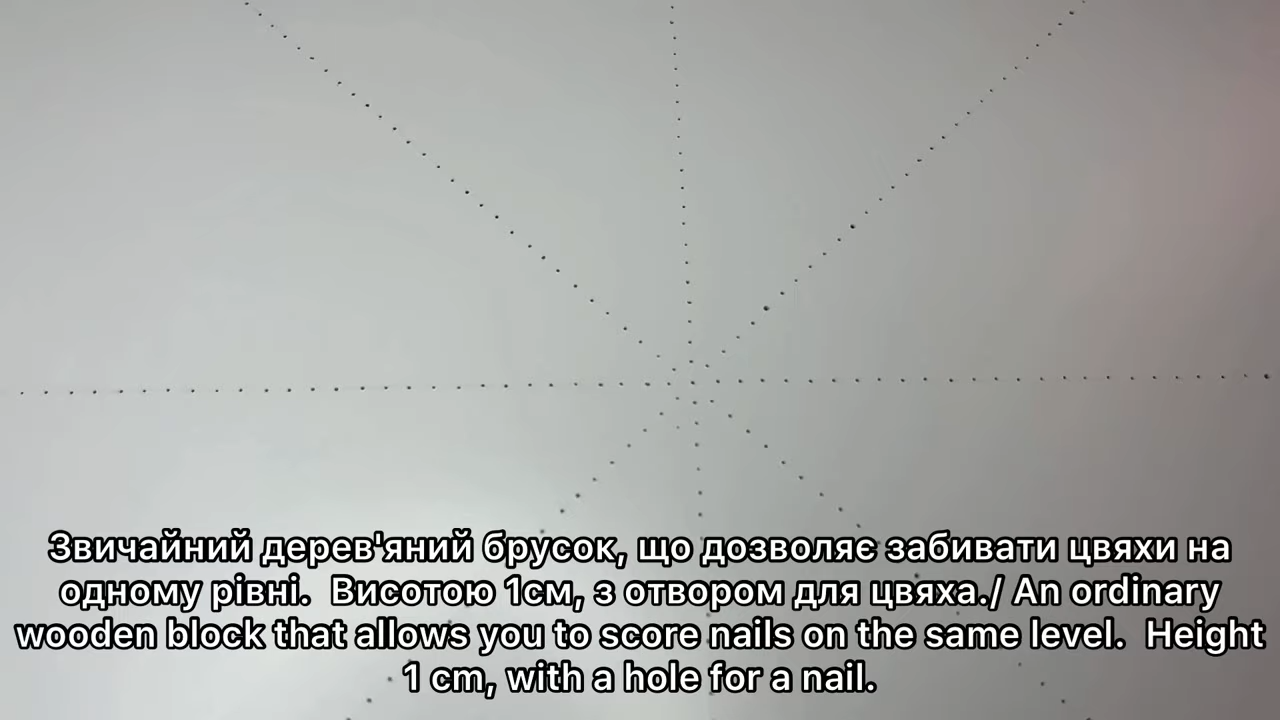 Звичайний дерев'яний брусок, що дозволяє забивати цвяхи на
одному рівні.  Висотою 1см, з отвором для цвяха./ An ordinary
wooden block that allows you to score nails on the same level.  Height
1 cm, with a hole for a nail.